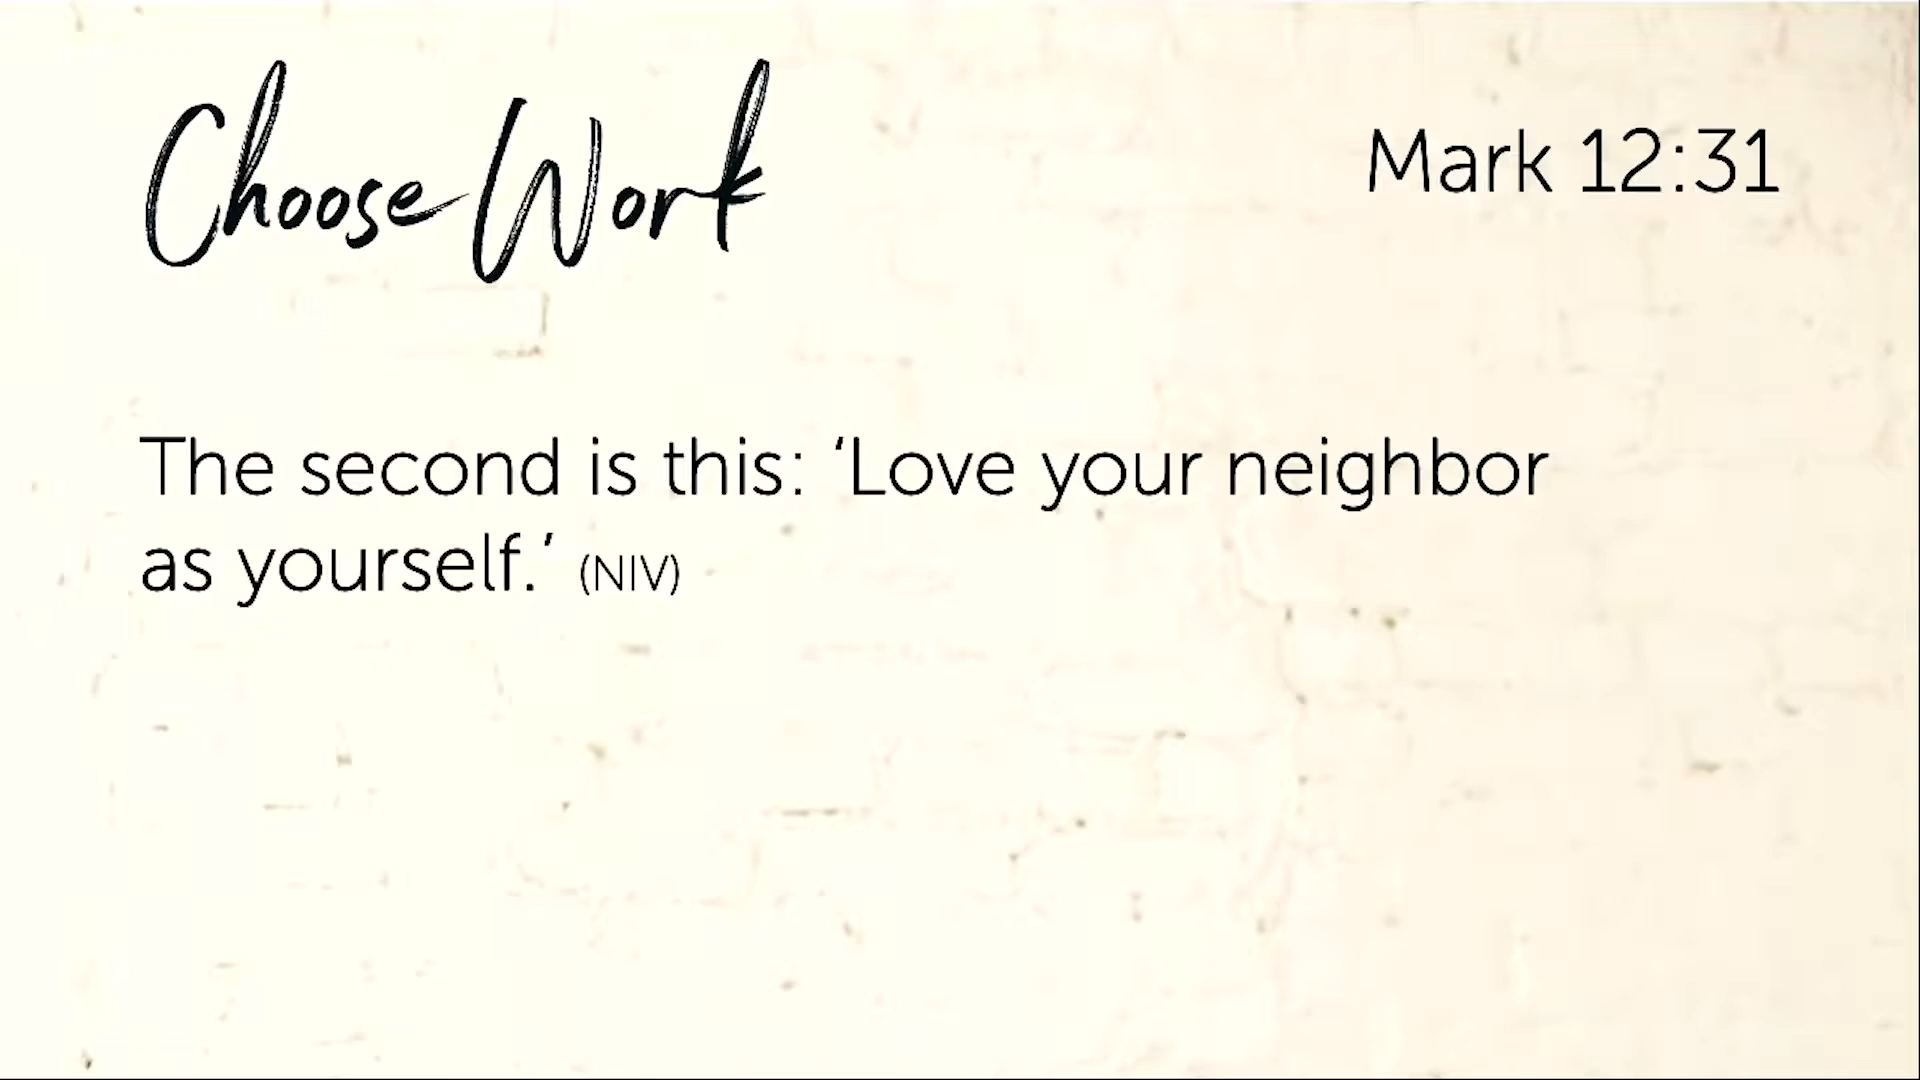 Choose Work
Mark 12:31
The second is this: ‘Love your neighbor
as yourself.’ (NIV)